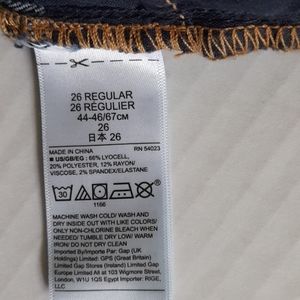 26 REGULAR
26 RÉGULIER
44-46/67CM
26
日本 26
MADE IN CHINA RN 54023
■ US/GB/EG : 66% LYOCELL,
20% POLYESTER, 12% RAYON/
VISCOSE, 2% SPANDEX/ELASTANE
30
1166
MACHINE WASH COLD/ WASH AND
DRY INSIDE OUT WITH LIKE COLORS/
ONLY NON-CHLORINE BLEACH WHEN
NEEDED/ TUMBLE DRY LOW/ WARM
IRON/ DO NOT DRY CLEAN
Importado Por: Gap (UK
Holdings) Limited: GPS (Great Britain)
Limited Gap Stores (Ireland) Limited Gap
Europe Limited All at 103 Wigmore Street,
London, W1U 1QS Egypt Importer: RIGE,
LLC